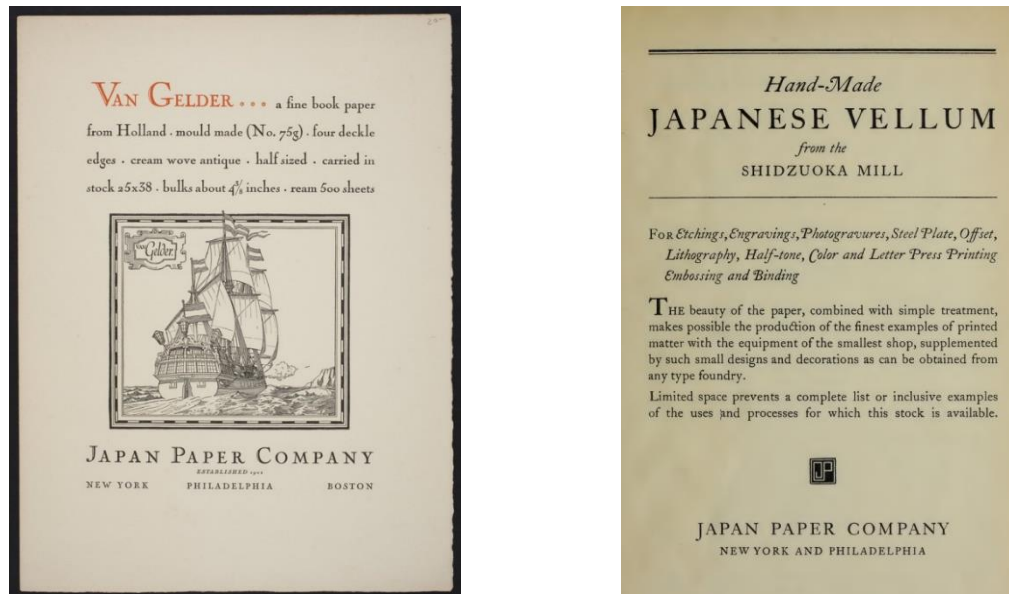 VAN GELDER ... a fine book paper
from Holland · mould made (No. 75g) · four deckle
edges · cream wove antique · half sized · carried in
stock 25x38 · bulks about 4⅜ inches · ream 500 sheets
Van Gelder
JAPAN PAPER COMPANY
ESTABLISHED 1901
NEW YORK PHILADELPHIA BOSTON
Hand-Made
JAPANESE VELLUM
from the
SHIDZUOKA MILL
FOR Etchings, Engravings, Photogravures, Steel Plate, Offset,
Lithography, Half-tone, Color and Letter Press Printing
Embossing and Binding
THE beauty of the paper, combined with simple treatment,
makes possible the production of the finest examples of printed
matter with the equipment of the smallest shop, supplemented
by such small designs and decorations as can be obtained from
any type foundry.
Limited space prevents a complete list or inclusive examples
of the uses and processes for which this stock is available.
JP
JAPAN PAPER COMPANY
NEW YORK AND PHILADELPHIA